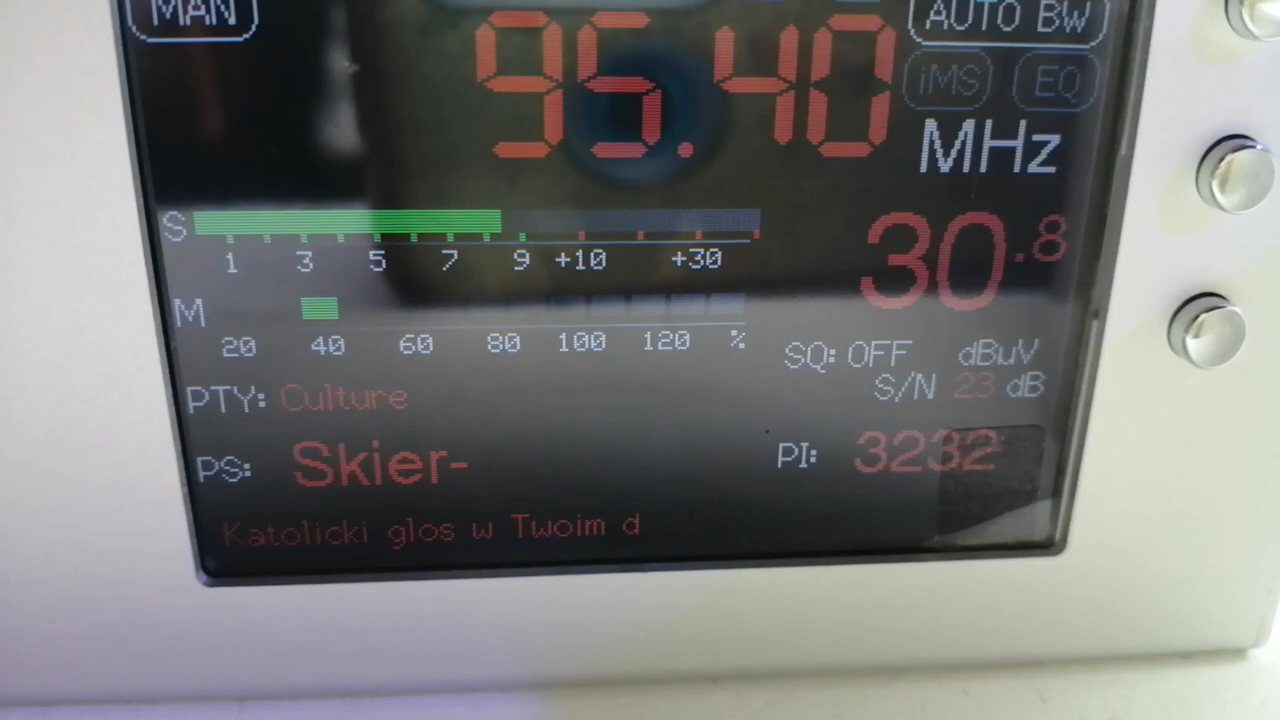 MAN
95.40
AUTO BW
iMS EQ
MHz
S
1 3 5 7 9 +10 +30
30.8
M
20 40 60 80 100 120 %
SQ: OFF dBuV
S/N 23 dB
PTY: Culture
PS: Skier-
PI: 3232
Katolicki glos w Twoim d